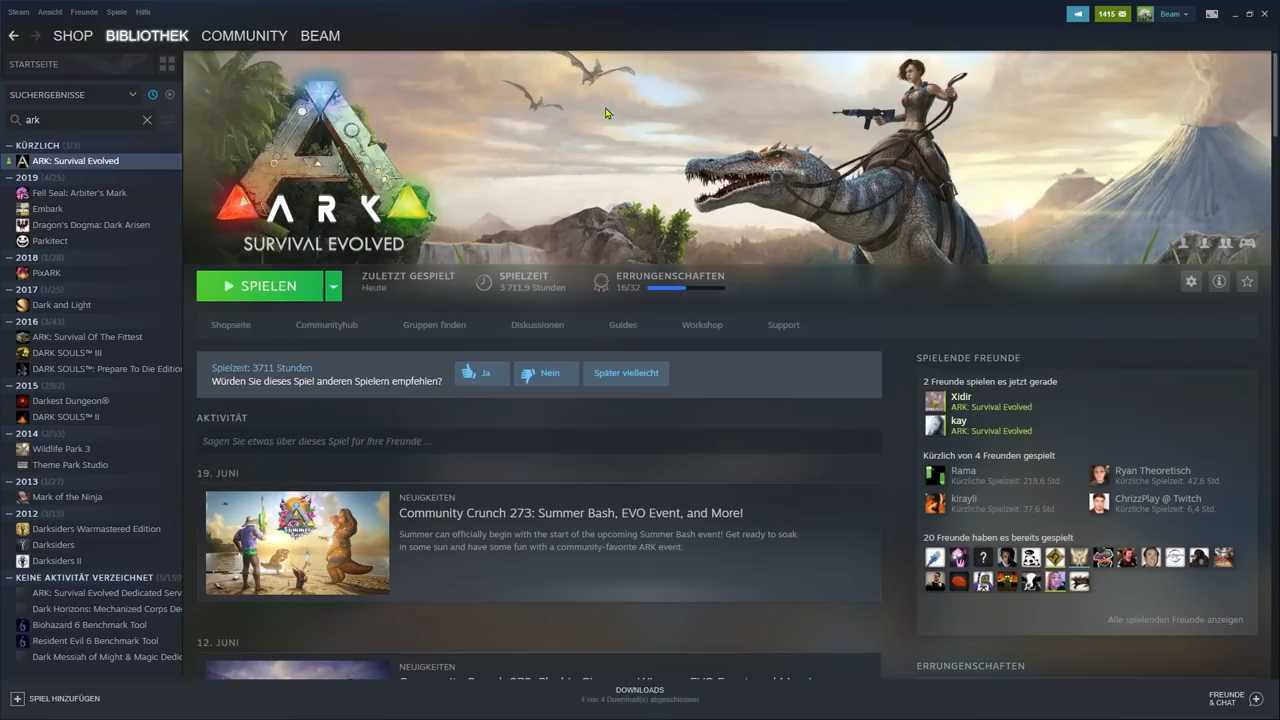 Steam Ansicht Freunde Spiele Hilfe
1415
Beam
SHOP BIBLIOTHEK COMMUNITY BEAM
STARTSEITE
SUCHERGEBNISSE
ark
KÜRZLICH (1/3)
ARK: Survival Evolved
2019 (4/25)
Fell Seal: Arbiter's Mark
Embark
Dragon's Dogma: Dark Arisen
Parkitect
2018 (1/28)
PixARK
2017 (1/25)
Dark and Light
2016 (3/43)
ARK: Survival Of The Fittest
DARK SOULS™ III
DARK SOULS™: Prepare To Die Edition
2015 (2/62)
Darkest Dungeon®
DARK SOULS™ II
2014 (2/53)
Wildlife Park 3
Theme Park Studio
2013 (1/27)
Mark of the Ninja
2012 (3/15)
Darksiders Warmastered Edition
Darksiders
Darksiders II
KEINE AKTIVITÄT VERZEICHNET (5/159
ARK: Survival Evolved Dedicated Serv
Dark Horizons: Mechanized Corps De
Biohazard 6 Benchmark Tool
Resident Evil 6 Benchmark Tool
Dark Messiah of Might & Magic Dedic
SPIEL HINZUFÜGEN
ARK
SURVIVAL EVOLVED
SPIELEN
ZULETZT GESPIELT
Heute
SPIELZEIT
3.711,9 Stunden
ERRUNGENSCHAFTEN
16/32
Shopseite Communityhub Gruppen finden Diskussionen Guides Workshop Support
Spielzeit: 3711 Stunden
Würden Sie dieses Spiel anderen Spielern empfehlen?
Ja Nein Später vielleicht
AKTIVITÄT
Sagen Sie etwas über dieses Spiel für Ihre Freunde ...
19. JUNI
NEUIGKEITEN
Community Crunch 273: Summer Bash, EVO Event, and More!
Summer can officially begin with the start of the upcoming Summer Bash event! Get ready to soak
in some sun and have some fun with a community-favorite ARK event.
12. JUNI
NEUIGKEITEN
SPIELENDE FREUNDE
2 Freunde spielen es jetzt gerade
Xidir
ARK: Survival Evolved
kay
ARK: Survival Evolved
Kürzlich von 4 Freunden gespielt
Rama
Kürzliche Spielzeit: 218,6 Std.
Ryan Theoretisch
Kürzliche Spielzeit: 42,6 Std.
kirayli
Kürzliche Spielzeit: 37,6 Std.
ChrizzPlay @ Twitch
Kürzliche Spielzeit: 6,4 Std.
20 Freunde haben es bereits gespielt
Alle spielenden Freunde anzeigen
ERRUNGENSCHAFTEN
DOWNLOADS
4 von 4 Download(s) abgeschlossen
FREUNDE
& CHAT